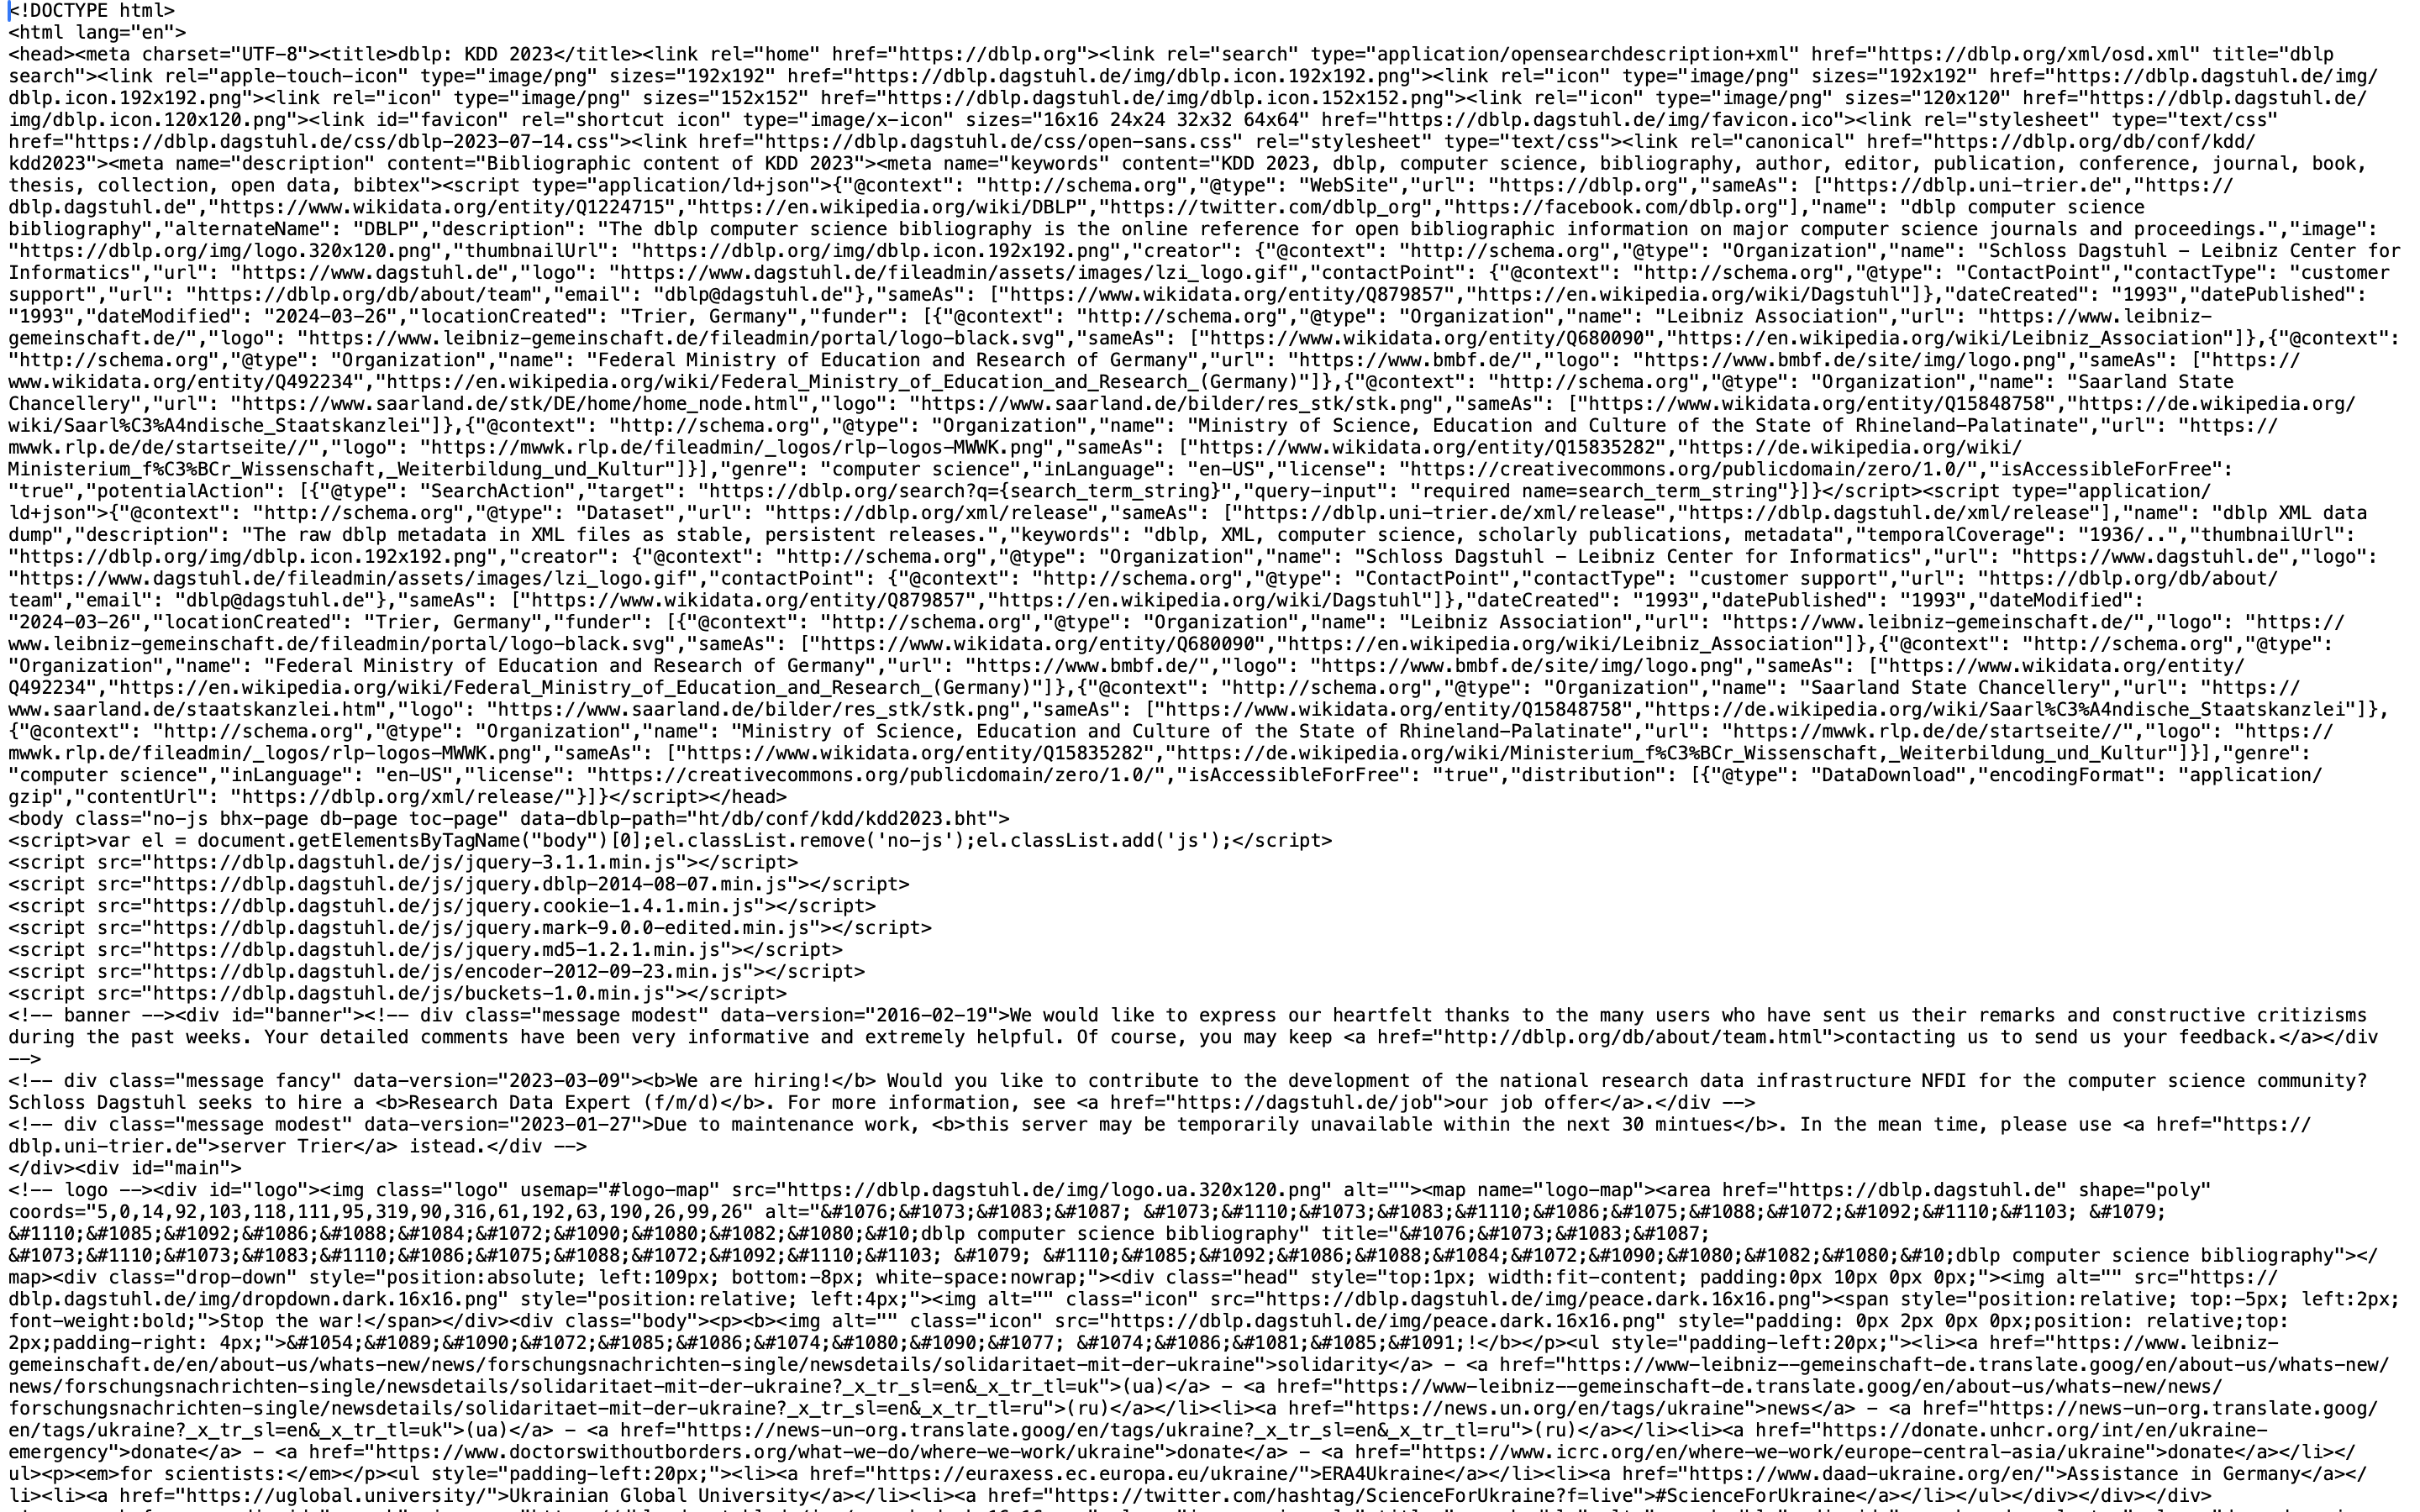 <!DOCTYPE html>
<html lang="en">
<head><meta charset="UTF-8"><title>dblp: KDD 2023</title><link rel="home" href="https://dblp.org"><link rel="search" type="application/opensearchdescription+xml" href="https://dblp.org/xml/osd.xml" title="dblp
search"><link rel="apple-touch-icon" type="image/png" sizes="192x192" href="https://dblp.dagstuhl.de/img/dblp.icon.192x192.png"><link rel="icon" type="image/png" sizes="192x192" href="https://dblp.dagstuhl.de/img/
dblp.icon.192x192.png"><link rel="icon" type="image/png" sizes="152x152" href="https://dblp.dagstuhl.de/img/dblp.icon.152x152.png"><link rel="icon" type="image/png" sizes="120x120" href="https://dblp.dagstuhl.de/
img/dblp.icon.120x120.png"><link id="favicon" rel="shortcut icon" type="image/x-icon" sizes="16x16 24x24 32x32 64x64" href="https://dblp.dagstuhl.de/img/favicon.ico"><link rel="stylesheet" type="text/css"
href="https://dblp.dagstuhl.de/css/dblp-2023-07-14.css"><link href="https://dblp.dagstuhl.de/css/open-sans.css" rel="stylesheet" type="text/css"><link rel="canonical" href="https://dblp.org/db/conf/kdd/
kdd2023"><meta name="description" content="Bibliographic content of KDD 2023"><meta name="keywords" content="KDD 2023, dblp, computer science, bibliography, author, editor, publication, conference, journal, book,
thesis, collection, open data, bibtex"><script type="application/ld+json">{"@context": "http://schema.org","@type": "WebSite","url": "https://dblp.org","sameAs": ["https://dblp.uni-trier.de","https://
dblp.dagstuhl.de","https://www.wikidata.org/entity/Q1224715","https://en.wikipedia.org/wiki/DBLP","https://twitter.com/dblp_org","https://facebook.com/dblp.org"],"name": "dblp computer science
bibliography","alternateName": "DBLP","description": "The dblp computer science bibliography is the online reference for open bibliographic information on major computer science journals and proceedings.","image":
"https://dblp.org/img/logo.320x120.png","thumbnailUrl": "https://dblp.org/img/dblp.icon.192x192.png","creator": {"@context": "http://schema.org","@type": "Organization","name": "Schloss Dagstuhl – Leibniz Center for
Informatics","url": "https://www.dagstuhl.de","logo": "https://www.dagstuhl.de/fileadmin/assets/images/lzi_logo.gif","contactPoint": {"@context": "http://schema.org","@type": "ContactPoint","contactType": "customer
support","url": "https://dblp.org/db/about/team","email": "dblp@dagstuhl.de"},"sameAs": ["https://www.wikidata.org/entity/Q879857","https://en.wikipedia.org/wiki/Dagstuhl"]},"dateCreated": "1993","datePublished":
"1993","dateModified": "2024-03-26","locationCreated": "Trier, Germany","funder": [{"@context": "http://schema.org","@type": "Organization","name": "Leibniz Association","url": "https://www.leibniz-
gemeinschaft.de/","logo": "https://www.leibniz-gemeinschaft.de/fileadmin/portal/logo-black.svg","sameAs": ["https://www.wikidata.org/entity/Q680090","https://en.wikipedia.org/wiki/Leibniz_Association"]},{"@context":
"http://schema.org","@type": "Organization","name": "Federal Ministry of Education and Research of Germany","url": "https://www.bmbf.de/","logo": "https://www.bmbf.de/site/img/logo.png","sameAs": ["https://
www.wikidata.org/entity/Q492234","https://en.wikipedia.org/wiki/Federal_Ministry_of_Education_and_Research_(Germany)"]},{"@context": "http://schema.org","@type": "Organization","name": "Saarland State
Chancellery","url": "https://www.saarland.de/stk/DE/home/home_node.html","logo": "https://www.saarland.de/bilder/res_stk/stk.png","sameAs": ["https://www.wikidata.org/entity/Q15848758","https://de.wikipedia.org/
wiki/Saarl%C3%A4ndische_Staatskanzlei"]},{"@context": "http://schema.org","@type": "Organization","name": "Ministry of Science, Education and Culture of the State of Rhineland-Palatinate","url": "https://
mwwk.rlp.de/de/startseite//","logo": "https://mwwk.rlp.de/fileadmin/_logos/rlp-logos-MWWK.png","sameAs": ["https://www.wikidata.org/entity/Q15835282","https://de.wikipedia.org/wiki/
Ministerium_f%C3%BCr_Wissenschaft,_Weiterbildung_und_Kultur"]}],"genre": "computer science","inLanguage": "en-US","license": "https://creativecommons.org/publicdomain/zero/1.0/","isAccessibleForFree":
"true","potentialAction": [{"@type": "SearchAction","target": "https://dblp.org/search?q={search_term_string}","query-input": "required name=search_term_string"}]}</script><script type="application/
ld+json">{"@context": "http://schema.org","@type": "Dataset","url": "https://dblp.org/xml/release","sameAs": ["https://dblp.uni-trier.de/xml/release","https://dblp.dagstuhl.de/xml/release"],"name": "dblp XML data
dump","description": "The raw dblp metadata in XML files as stable, persistent releases.","keywords": "dblp, XML, computer science, scholarly publications, metadata","temporalCoverage": "1936/..","thumbnailUrl":
"https://dblp.org/img/dblp.icon.192x192.png","creator": {"@context": "http://schema.org","@type": "Organization","name": "Schloss Dagstuhl – Leibniz Center for Informatics","url": "https://www.dagstuhl.de","logo":
"https://www.dagstuhl.de/fileadmin/assets/images/lzi_logo.gif","contactPoint": {"@context": "http://schema.org","@type": "ContactPoint","contactType": "customer support","url": "https://dblp.org/db/about/
team","email": "dblp@dagstuhl.de"},"sameAs": ["https://www.wikidata.org/entity/Q879857","https://en.wikipedia.org/wiki/Dagstuhl"]},"dateCreated": "1993","datePublished": "1993","dateModified":
"2024-03-26","locationCreated": "Trier, Germany","funder": [{"@context": "http://schema.org","@type": "Organization","name": "Leibniz Association","url": "https://www.leibniz-gemeinschaft.de/","logo": "https://
www.leibniz-gemeinschaft.de/fileadmin/portal/logo-black.svg","sameAs": ["https://www.wikidata.org/entity/Q680090","https://en.wikipedia.org/wiki/Leibniz_Association"]},{"@context": "http://schema.org","@type":
"Organization","name": "Federal Ministry of Education and Research of Germany","url": "https://www.bmbf.de/","logo": "https://www.bmbf.de/site/img/logo.png","sameAs": ["https://www.wikidata.org/entity/
Q492234","https://en.wikipedia.org/wiki/Federal_Ministry_of_Education_and_Research_(Germany)"]},{"@context": "http://schema.org","@type": "Organization","name": "Saarland State Chancellery","url": "https://
www.saarland.de/staatskanzlei.htm","logo": "https://www.saarland.de/bilder/res_stk/stk.png","sameAs": ["https://www.wikidata.org/entity/Q15848758","https://de.wikipedia.org/wiki/Saarl%C3%A4ndische_Staatskanzlei"]},
{"@context": "http://schema.org","@type": "Organization","name": "Ministry of Science, Education and Culture of the State of Rhineland-Palatinate","url": "https://mwwk.rlp.de/de/startseite//","logo": "https://
mwwk.rlp.de/fileadmin/_logos/rlp-logos-MWWK.png","sameAs": ["https://www.wikidata.org/entity/Q15835282","https://de.wikipedia.org/wiki/Ministerium_f%C3%BCr_Wissenschaft,_Weiterbildung_und_Kultur"]}],"genre":
"computer science","inLanguage": "en-US","license": "https://creativecommons.org/publicdomain/zero/1.0/","isAccessibleForFree": "true","distribution": [{"@type": "DataDownload","encodingFormat": "application/
gzip","contentUrl": "https://dblp.org/xml/release/"}]}</script></head>
<body class="no-js bhx-page db-page toc-page" data-dblp-path="ht/db/conf/kdd/kdd2023.bht">
<script>var el = document.getElementsByTagName("body")[0];el.classList.remove('no-js');el.classList.add('js');</script>
<script src="https://dblp.dagstuhl.de/js/jquery-3.1.1.min.js"></script>
<script src="https://dblp.dagstuhl.de/js/jquery.dblp-2014-08-07.min.js"></script>
<script src="https://dblp.dagstuhl.de/js/jquery.cookie-1.4.1.min.js"></script>
<script src="https://dblp.dagstuhl.de/js/jquery.mark-9.0.0-edited.min.js"></script>
<script src="https://dblp.dagstuhl.de/js/jquery.md5-1.2.1.min.js"></script>
<script src="https://dblp.dagstuhl.de/js/encoder-2012-09-23.min.js"></script>
<script src="https://dblp.dagstuhl.de/js/buckets-1.0.min.js"></script>
<!-- banner --><div id="banner"><!-- div class="message modest" data-version="2016-02-19">We would like to express our heartfelt thanks to the many users who have sent us their remarks and constructive critizisms
during the past weeks. Your detailed comments have been very informative and extremely helpful. Of course, you may keep <a href="http://dblp.org/db/about/team.html">contacting us to send us your feedback.</a></div
-->
<!-- div class="message fancy" data-version="2023-03-09"><b>We are hiring!</b> Would you like to contribute to the development of the national research data infrastructure NFDI for the computer science community?
Schloss Dagstuhl seeks to hire a <b>Research Data Expert (f/m/d)</b>. For more information, see <a href="https://dagstuhl.de/job">our job offer</a>.</div -->
<!-- div class="message modest" data-version="2023-01-27">Due to maintenance work, <b>this server may be temporarily unavailable within the next 30 mintues</b>. In the mean time, please use <a href="https://
dblp.uni-trier.de">server Trier</a> istead.</div -->
</div><div id="main">
<!-- logo --><div id="logo"><img class="logo" usemap="#logo-map" src="https://dblp.dagstuhl.de/img/logo.ua.320x120.png" alt=""><map name="logo-map"><area href="https://dblp.dagstuhl.de" shape="poly"
coords="5,0,14,92,103,118,111,95,319,90,316,61,192,63,190,26,99,26" alt="&#1076;&#1073;&#1083;&#1087; &#1073;&#1110;&#1073;&#1083;&#1110;&#1086;&#1075;&#1088;&#1072;&#1092;&#1110;&#1103; &#1079;
&#1110;&#1085;&#1092;&#1086;&#1088;&#1084;&#1072;&#1090;&#1080;&#1082;&#1080;&#10;dblp computer science bibliography" title="&#1076;&#1073;&#1083;&#1087;
&#1073;&#1110;&#1073;&#1083;&#1110;&#1086;&#1075;&#1088;&#1072;&#1092;&#1110;&#1103; &#1079; &#1110;&#1085;&#1092;&#1086;&#1088;&#1084;&#1072;&#1090;&#1080;&#1082;&#1080;&#10;dblp computer science bibliography"></
map><div class="drop-down" style="position:absolute; left:109px; bottom:-8px; white-space:nowrap;"><div class="head" style="top:1px; width:fit-content; padding:0px 10px 0px 0px;"><img alt="" src="https://
dblp.dagstuhl.de/img/dropdown.dark.16x16.png" style="position:relative; left:4px;"><img alt="" class="icon" src="https://dblp.dagstuhl.de/img/peace.dark.16x16.png"><span style="position:relative; top:-5px; left:2px;
font-weight:bold;">Stop the war!</span></div><div class="body"><p><b><img alt="" class="icon" src="https://dblp.dagstuhl.de/img/peace.dark.16x16.png" style="padding: 0px 2px 0px 0px;position: relative;top:
2px;padding-right: 4px;">&#1054;&#1089;&#1090;&#1072;&#1085;&#1086;&#1074;&#1080;&#1090;&#1077; &#1074;&#1086;&#1081;&#1085;&#1091;!</b></p><ul style="padding-left:20px;"><li><a href="https://www.leibniz-
gemeinschaft.de/en/about-us/whats-new/news/forschungsnachrichten-single/newsdetails/solidaritaet-mit-der-ukraine">solidarity</a> – <a href="https://www-leibniz--gemeinschaft-de.translate.goog/en/about-us/whats-new/
news/forschungsnachrichten-single/newsdetails/solidaritaet-mit-der-ukraine?_x_tr_sl=en&_x_tr_tl=uk">(ua)</a> – <a href="https://www-leibniz--gemeinschaft-de.translate.goog/en/about-us/whats-new/news/
forschungsnachrichten-single/newsdetails/solidaritaet-mit-der-ukraine?_x_tr_sl=en&_x_tr_tl=ru">(ru)</a></li><li><a href="https://news.un.org/en/tags/ukraine">news</a> – <a href="https://news-un-org.translate.goog/
en/tags/ukraine?_x_tr_sl=en&_x_tr_tl=uk">(ua)</a> – <a href="https://news-un-org.translate.goog/en/tags/ukraine?_x_tr_sl=en&_x_tr_tl=ru">(ru)</a></li><li><a href="https://donate.unhcr.org/int/en/ukraine-
emergency">donate</a> – <a href="https://www.doctorswithoutborders.org/what-we-do/where-we-work/ukraine">donate</a> – <a href="https://www.icrc.org/en/where-we-work/europe-central-asia/ukraine">donate</a></li></
ul><p><em>for scientists:</em></p><ul style="padding-left:20px;"><li><a href="https://euraxess.ec.europa.eu/ukraine/">ERA4Ukraine</a></li><li><a href="https://www.daad-ukraine.org/en/">Assistance in Germany</a></
li><li><a href="https://uglobal.university/">Ukrainian Global University</a></li><li><a href="https://twitter.com/hashtag/ScienceForUkraine?f=live">#ScienceForUkraine</a></li></ul></div></div></div>